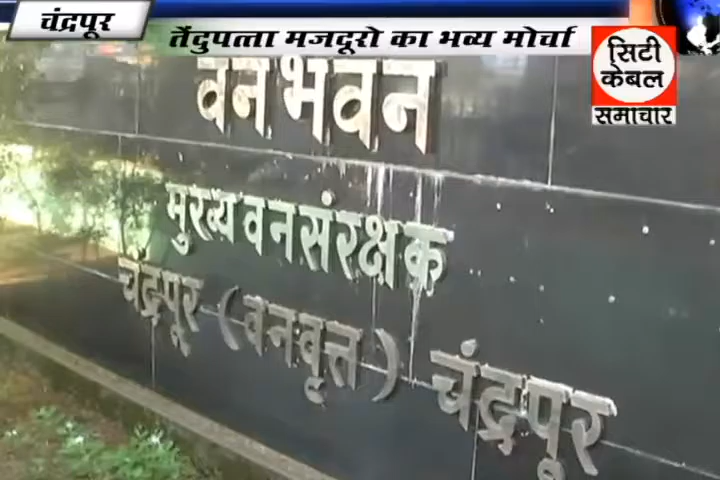 चंद्रपूर
तेंदुपत्ता मजदूरो का भव्य मोर्चा
सिटी
केबल
समाचार
वनभवन
मुख्य वनसंरक्षक
चंद्रपूर (वनवृत्त) चंद्रपूर